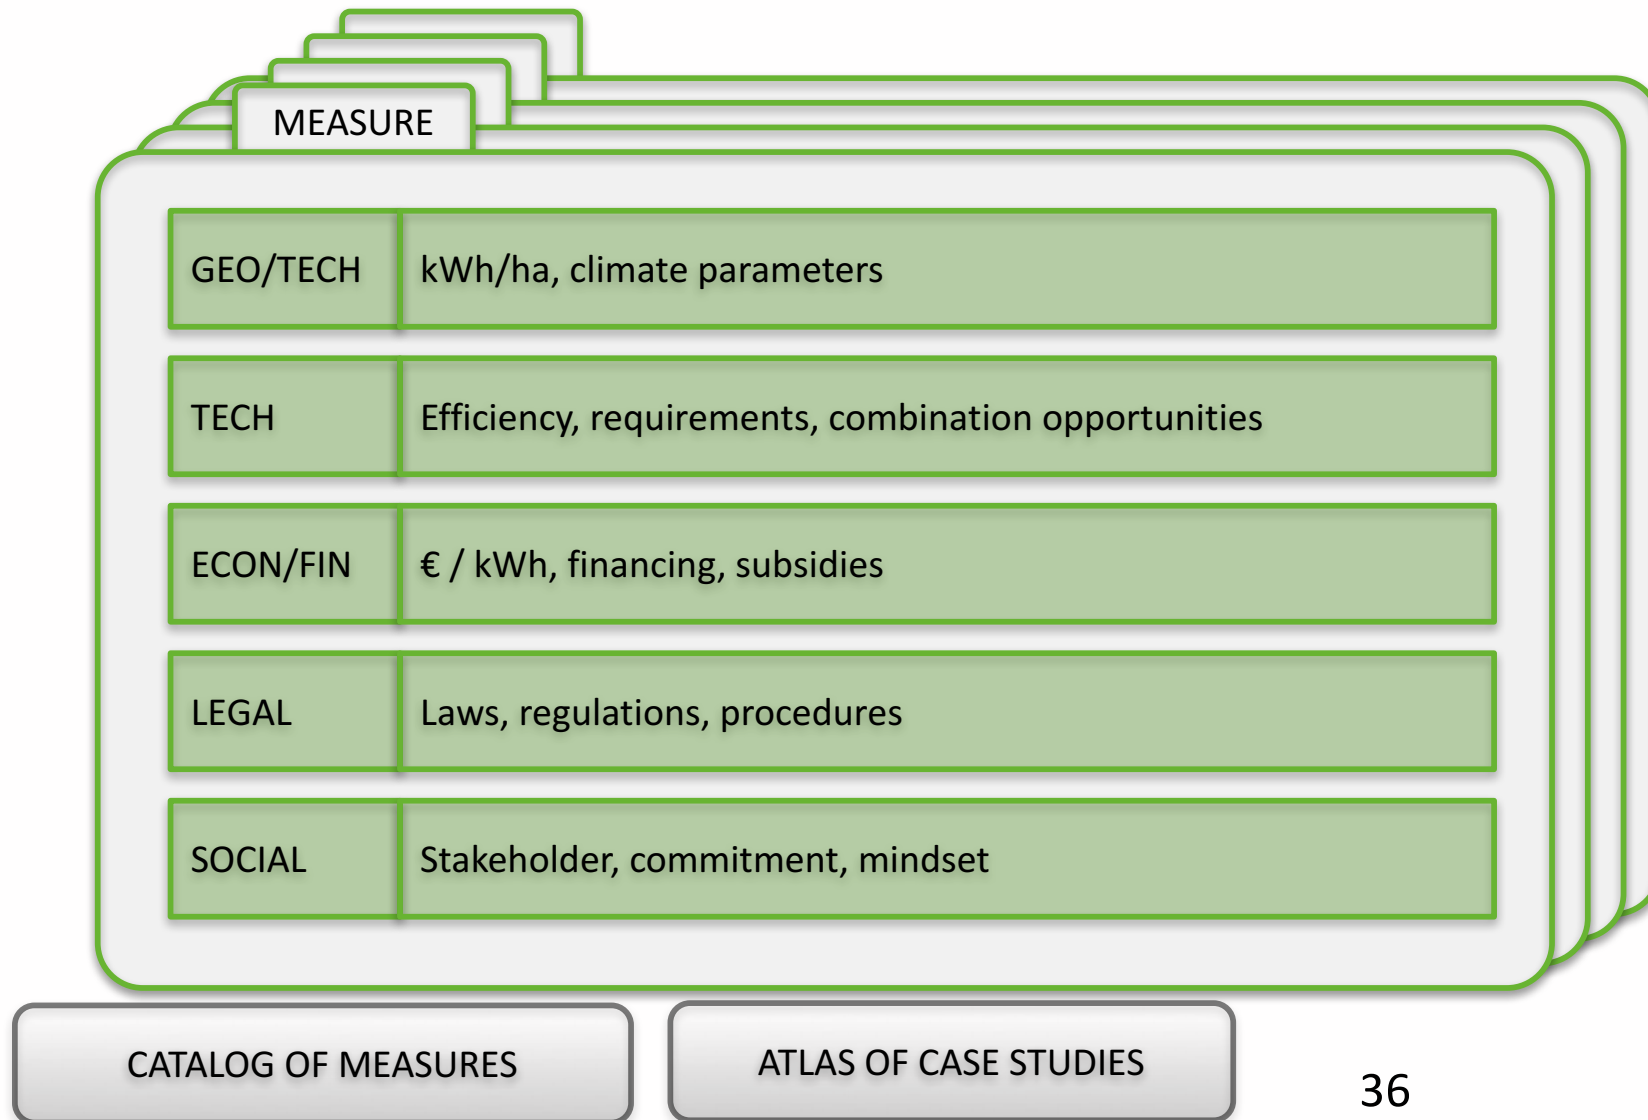 MEASURE
GEO/TECH kWh/ha, climate parameters
TECH Efficiency, requirements, combination opportunities
ECON/FIN € / kWh, financing, subsidies
LEGAL Laws, regulations, procedures
SOCIAL Stakeholder, commitment, mindset
CATALOG OF MEASURES ATLAS OF CASE STUDIES
36